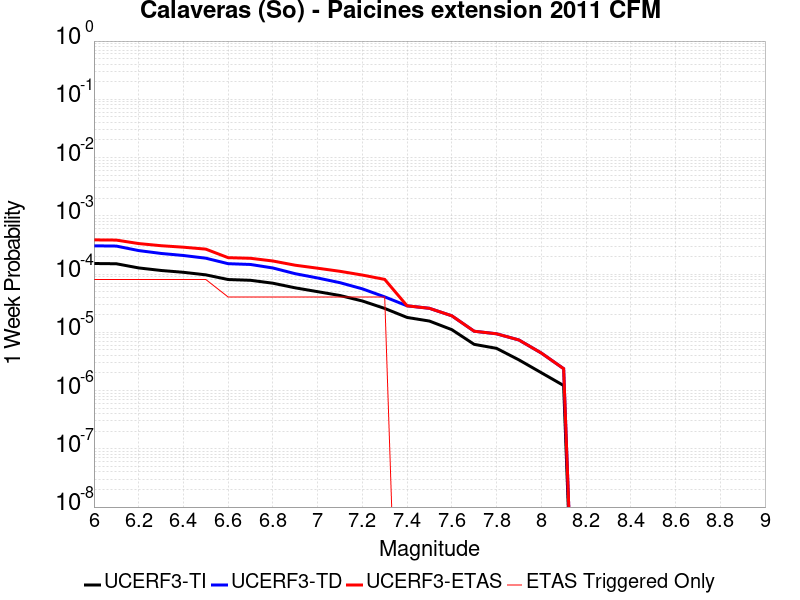 Calaveras (So) - Paicines extension 2011 CFM
10^0
10^-1
10^-2
10^-3
10^-4
10^-5
10^-6
10^-7
10^-8
1 Week Probability
6 6.2 6.4 6.6 6.8 7 7.2 7.4 7.6 7.8 8 8.2 8.4 8.6 8.8 9
Magnitude
UCERF3-TI UCERF3-TD UCERF3-ETAS ETAS Triggered Only